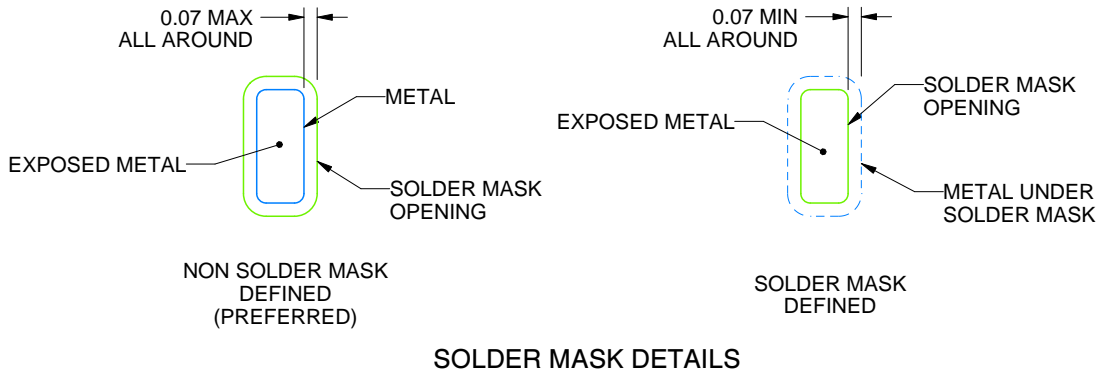 0.07 MAX
ALL AROUND
METAL
EXPOSED METAL
SOLDER MASK
OPENING
NON SOLDER MASK
DEFINED
(PREFERRED)
0.07 MIN
ALL AROUND
SOLDER MASK
OPENING
EXPOSED METAL
METAL UNDER
SOLDER MASK
SOLDER MASK
DEFINED
SOLDER MASK DETAILS